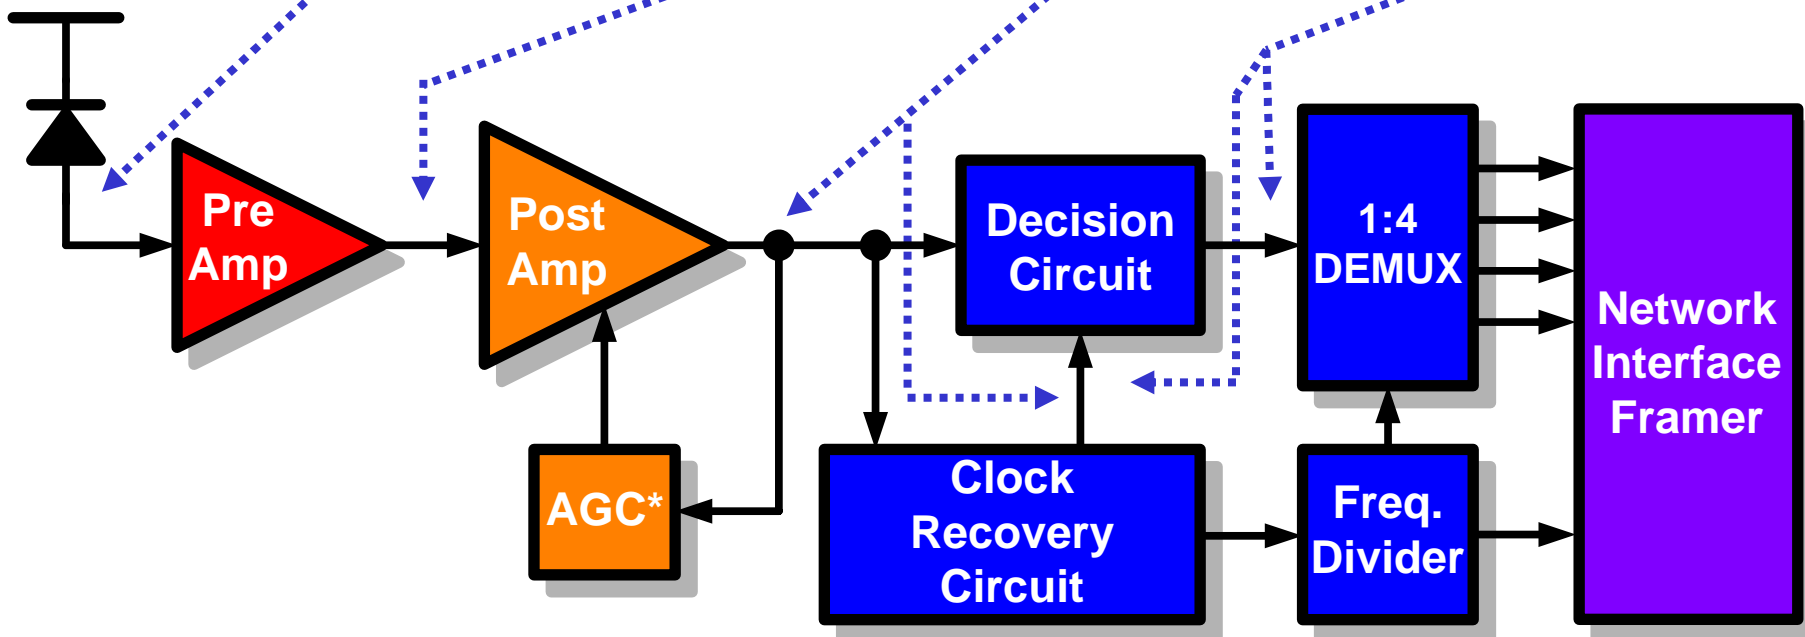 Pre
Amp
Post
Amp
AGC*
Decision
Circuit
Clock
Recovery
Circuit
1:4
DEMUX
Freq.
Divider
Network
Interface
Framer